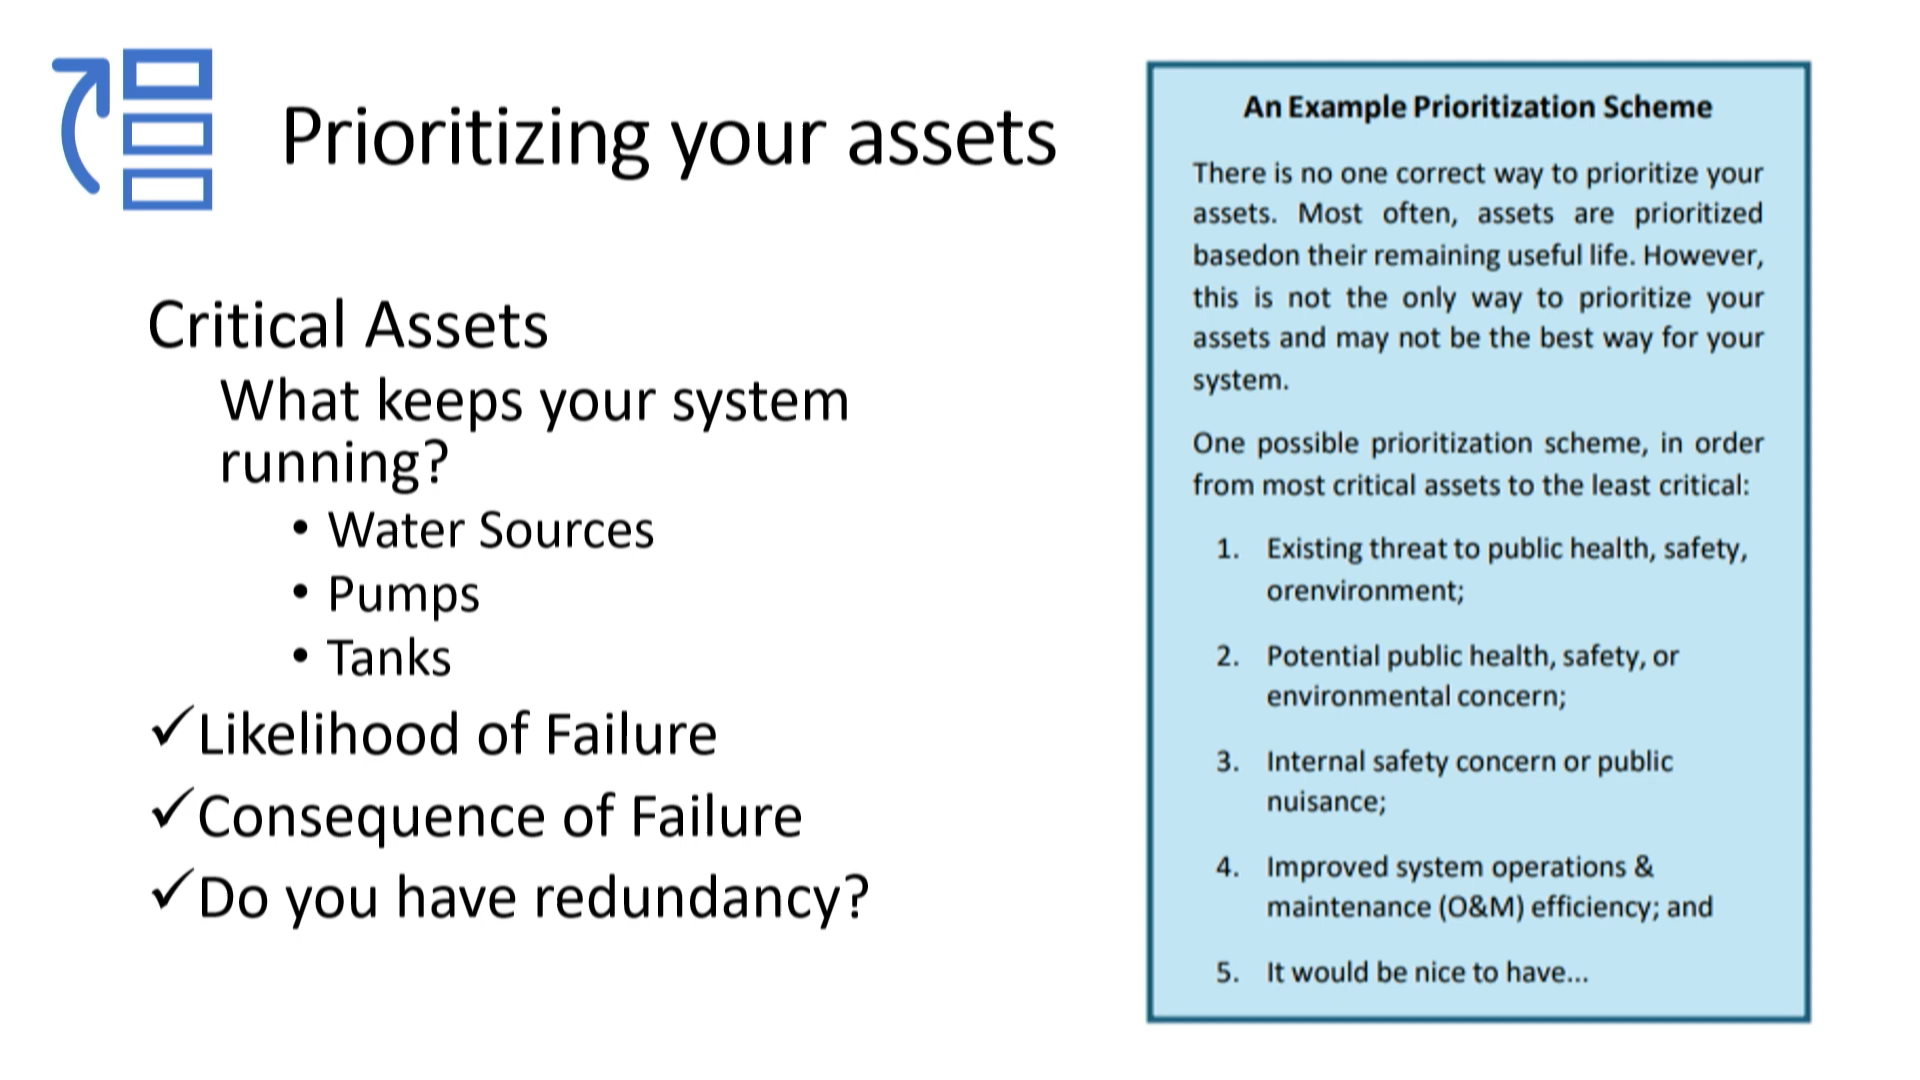 Prioritizing your assets
Critical Assets
What keeps your system
running?
• Water Sources
• Pumps
• Tanks
✓Likelihood of Failure
✓Consequence of Failure
✓Do you have redundancy?
An Example Prioritization Scheme
There is no one correct way to prioritize your
assets. Most often, assets are prioritized
basedon their remaining useful life. However,
this is not the only way to prioritize your
assets and may not be the best way for your
system.
One possible prioritization scheme, in order
from most critical assets to the least critical:
1. Existing threat to public health, safety,
orenvironment;
2. Potential public health, safety, or
environmental concern;
3. Internal safety concern or public
nuisance;
4. Improved system operations &
maintenance (O&M) efficiency; and
5. It would be nice to have...